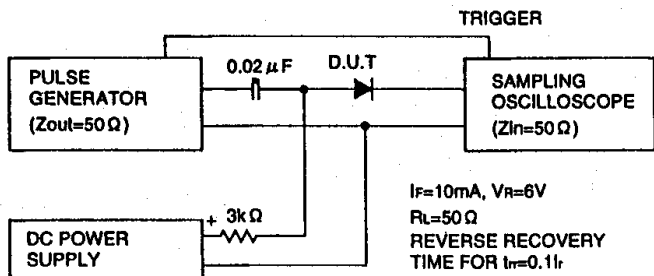 TRIGGER
PULSE
GENERATOR
(Zout=50Ω)
0.02μF
D.U.T
SAMPLING
OSCILLOSCOPE
(ZIn=50Ω)
+
3kΩ
DC POWER
SUPPLY
IF=10mA, VR=6V
RL=50Ω
REVERSE RECOVERY
TIME FOR trr=0.1Ir